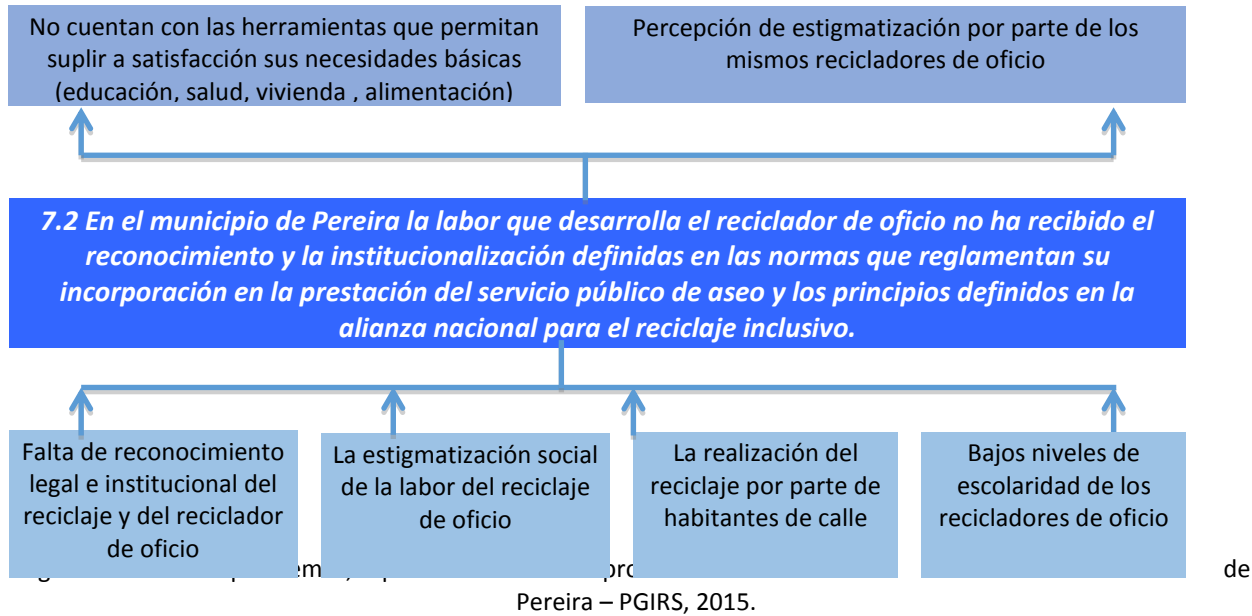 No cuentan con las herramientas que permitan
suplir a satisfacción sus necesidades básicas
(educación, salud, vivienda , alimentación)
Percepción de estigmatización por parte de los
mismos recicladores de oficio
7.2 En el municipio de Pereira la labor que desarrolla el reciclador de oficio no ha recibido el
reconocimiento y la institucionalización definidas en las normas que reglamentan su
incorporación en la prestación del servicio público de aseo y los principios definidos en la
alianza nacional para el reciclaje inclusivo.
Falta de reconocimiento
legal e institucional del
reciclaje y del reciclador
de oficio
La estigmatización social
de la labor del reciclaje
de oficio
La realización del
reciclaje por parte de
habitantes de calle
Bajos niveles de
escolaridad de los
recicladores de oficio
de
Pereira – PGIRS, 2015.